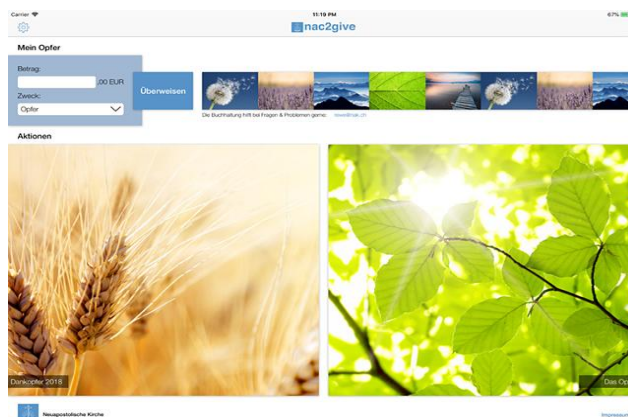 Carrier
11:19 PM
67%
nac2give
Mein Opfer
Betrag:
,00 EUR
Zweck:
Opfer
Überweisen
Die Buchhaltung hilft bei Fragen & Problemen gerne:
Aktionen
Dankopfer 2018
Das Op
Neuapostolische Kirche
Impressum